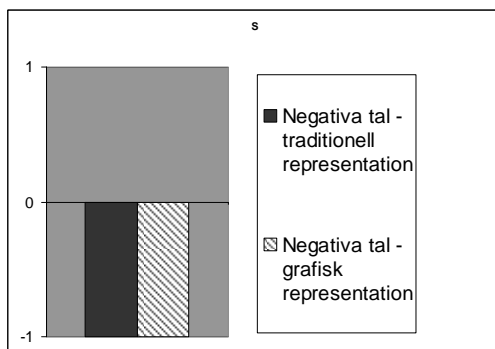 s
1
0
-1
Negativa tal -
traditionell
representation
Negativa tal -
grafisk
representation